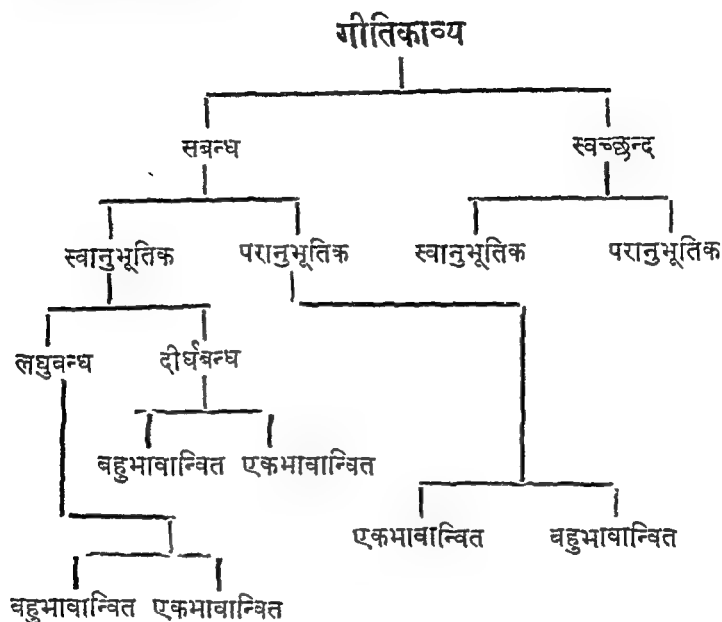 गीतिकाव्य
सबन्ध स्वच्छन्द
स्वानुभूतिक परानुभूतिक स्वानुभूतिक परानुभूतिक
लघुबन्ध दीर्घबन्ध
बहुभावान्वित एकभावान्वित
एकभावान्वित बहुभावान्वित
बहुभावान्वित एकभावान्वित